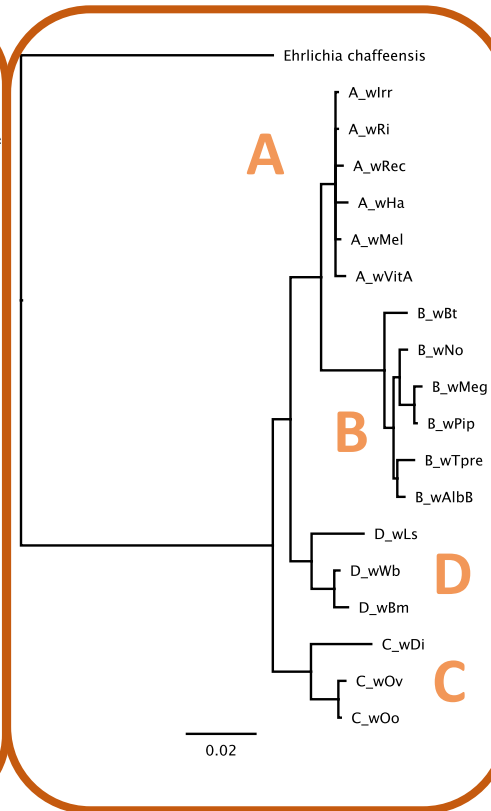 Ehrlichia chaffeensis
A_wIrr
A_wRi
A
A_wRec
A_wHa
A_wMel
A_wVitA
B_wBt
B_wNo
B_wMeg
B
B_wPip
B_wTpre
B_wAlbB
D_wLs
D
D_wWb
D_wBm
C_wDi
C
C_wOv
C_wOo
0.02